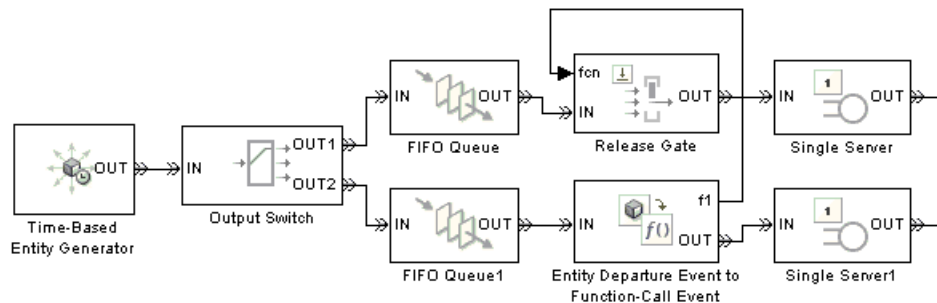 OUT
Time-Based
Entity Generator
IN
OUT1
OUT2
Output Switch
IN
OUT
FIFO Queue
IN
OUT
FIFO Queue1
fcn
IN
OUT
Release Gate
IN
f()
f1
OUT
Entity Departure Event to
Function-Call Event
IN
1
OUT
Single Server
IN
1
OUT
Single Server1